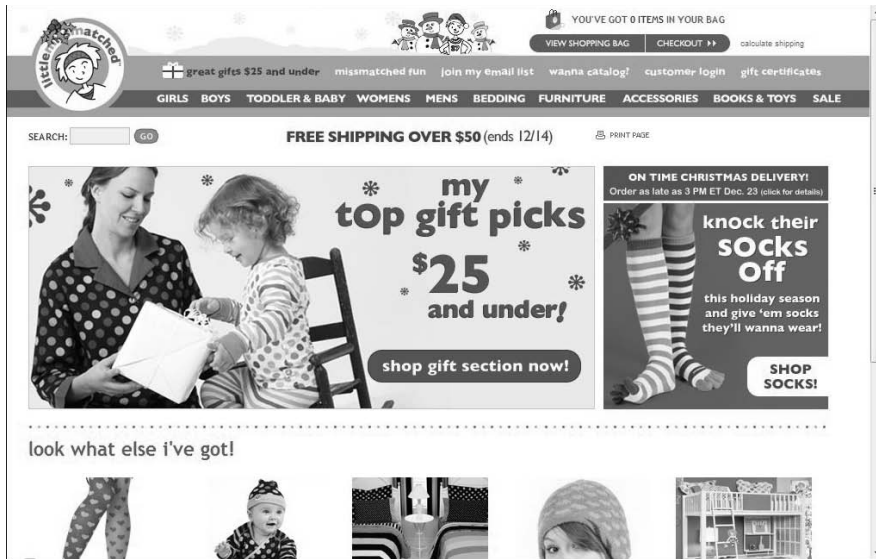 littlemissmatched
YOU'VE GOT 0 ITEMS IN YOUR BAG
VIEW SHOPPING BAG CHECKOUT calculate shipping
great gifts $25 and under missmatched fun join my email list wanna catalog? customer login gift certificates
GIRLS BOYS TODDLER & BABY WOMENS MENS BEDDING FURNITURE ACCESSORIES BOOKS & TOYS SALE
SEARCH: GO FREE SHIPPING OVER $50 (ends 12/14) PRINT PAGE
my
top gift picks
$25
and under!
shop gift section now!
ON TIME CHRISTMAS DELIVERY!
Order as late as 3 PM ET Dec. 23 (click for details)
knock their
socks
off
this holiday season
and give 'em socks
they'll wanna wear!
SHOP
SOCKS!
look what else i've got!